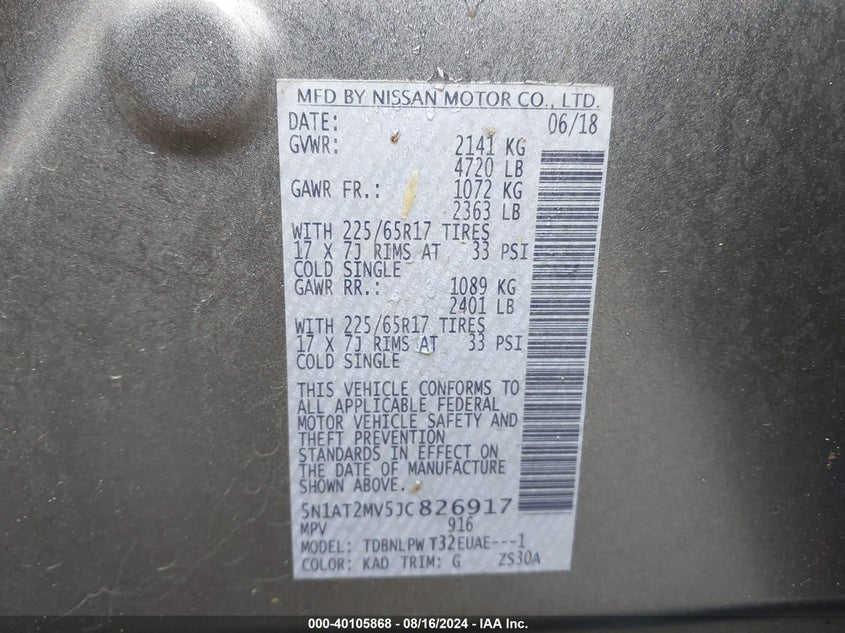 MFD BY NISSAN MOTOR CO., LTD.
DATE: 06/18
GVWR: 2141 KG
4720 LB
GAWR FR.: 1072 KG
2363 LB
WITH 225/65R17 TIRES
17 X 7J RIMS AT 33 PSI
COLD SINGLE
GAWR RR.: 1089 KG
2401 LB
WITH 225/65R17 TIRES
17 X 7J RIMS AT 33 PSI
COLD SINGLE
THIS VEHICLE CONFORMS TO
ALL APPLICABLE FEDERAL
MOTOR VEHICLE SAFETY AND
THEFT PREVENTION
STANDARDS IN EFFECT ON
THE DATE OF MANUFACTURE
SHOWN ABOVE.
5N1AT2MV5JC826917
MPV 916
MODEL: TDBNLPW T32EUAE---1
COLOR: KAD TRIM: G ZS30A
000-40105868 - 08/16/2024 - IAA Inc.